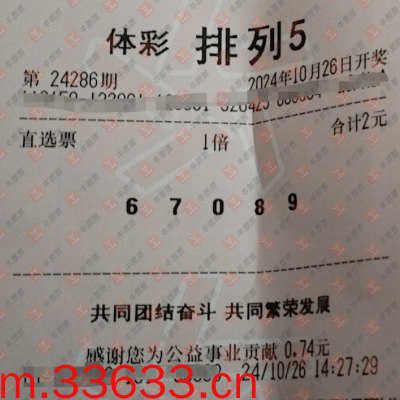 体彩 排列5
第 24286期 2024年10月26日开奖
直选票 1倍 合计2元
6 7 0 8 9
共同团结奋斗 共同繁荣发展
感谢您为公益事业贡献 0.74元
24/10/26 14:27:29
m.33633.cn